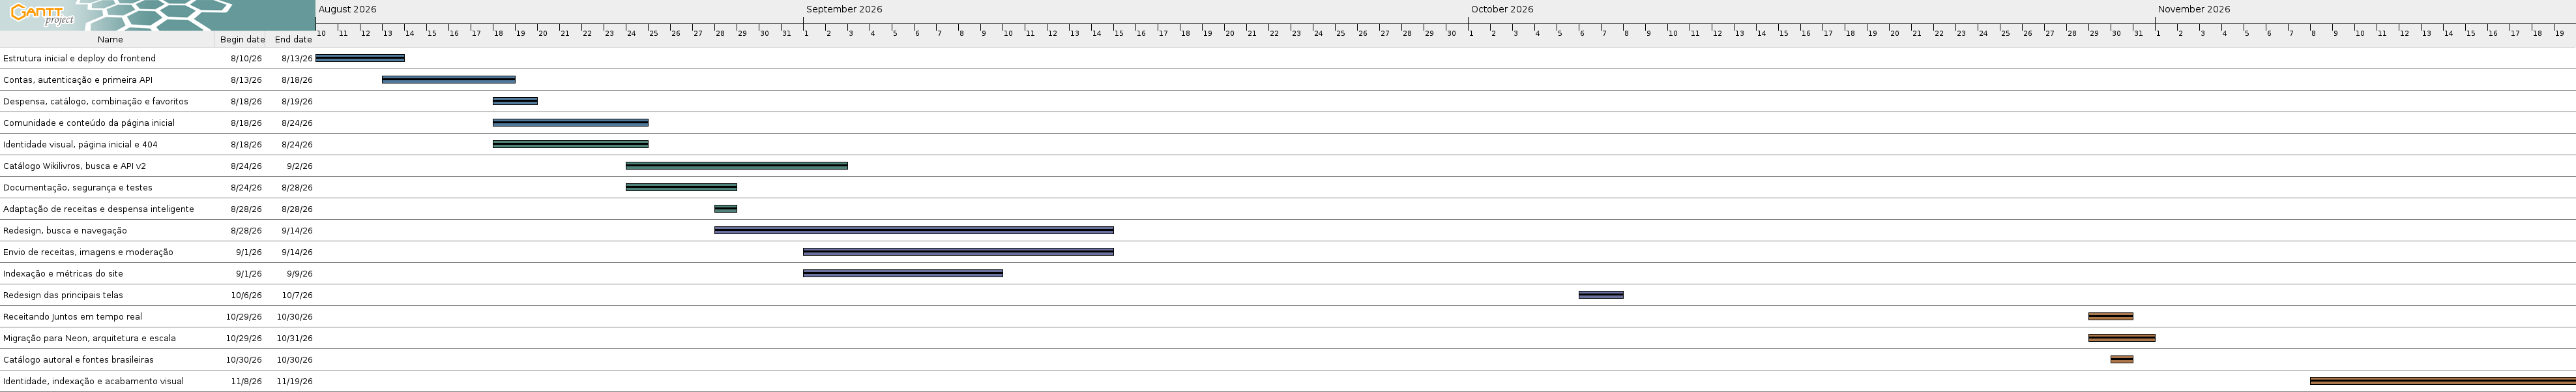 GANTT project
August 2026 September 2026 October 2026 November 2026
Name Begin date End date 10 11 12 13 14 15 16 17 18 19 20 21 22 23 24 25 26 27 28 29 30 31 1 2 3 4 5 6 7 8 9 10 11 12 13 14 15 16 17 18 19 20 21 22 23 24 25 26 27 28 29 30 1 2 3 4 5 6 7 8 9 10 11 12 13 14 15 16 17 18 19 20 21 22 23 24 25 26 27 28 29 30 31 1 2 3 4 5 6 7 8 9 10 11 12 13 14 15 16 17 18 19
Estrutura inicial e deploy do frontend 8/10/26 8/13/26
Contas, autenticação e primeira API 8/13/26 8/18/26
Despensa, catálogo, combinação e favoritos 8/18/26 8/19/26
Comunidade e conteúdo da página inicial 8/18/26 8/24/26
Identidade visual, página inicial e 404 8/18/26 8/24/26
Catálogo Wikilivros, busca e API v2 8/24/26 9/2/26
Documentação, segurança e testes 8/24/26 8/28/26
Adaptação de receitas e despensa inteligente 8/28/26 8/28/26
Redesign, busca e navegação 8/28/26 9/14/26
Envio de receitas, imagens e moderação 9/1/26 9/14/26
Indexação e métricas do site 9/1/26 9/9/26
Redesign das principais telas 10/6/26 10/7/26
Receitando Juntos em tempo real 10/29/26 10/30/26
Migração para Neon, arquitetura e escala 10/29/26 10/31/26
Catálogo autoral e fontes brasileiras 10/30/26 10/30/26
Identidade, indexação e acabamento visual 11/8/26 11/19/26